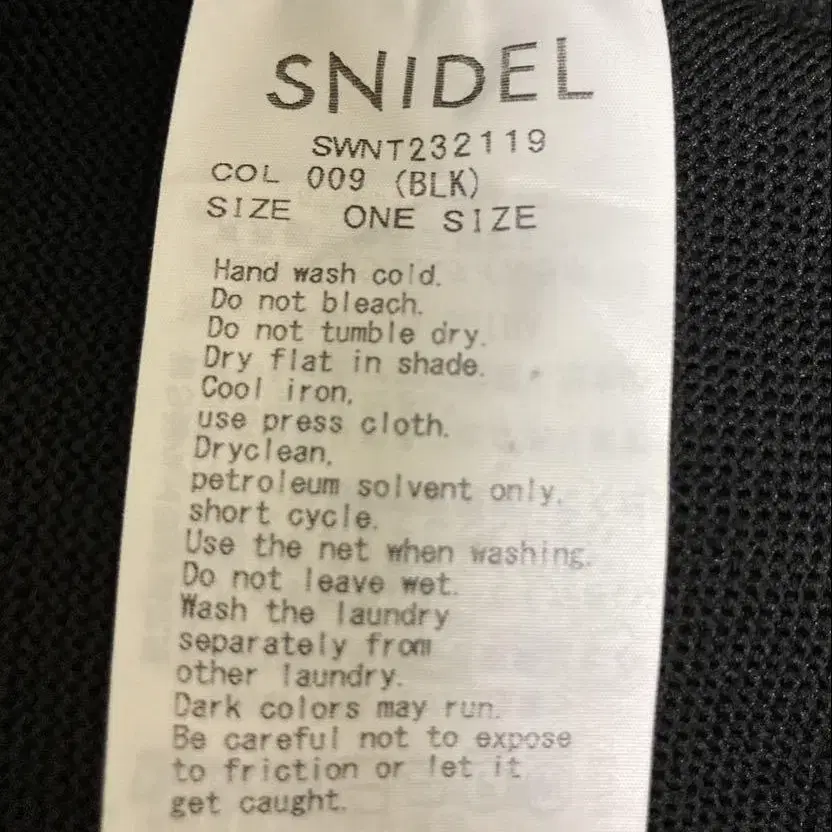 SNIDEL
SWNT232119
COL 009 (BLK)
SIZE ONE SIZE
Hand wash cold.
Do not bleach.
Do not tumble dry.
Dry flat in shade.
Cool iron,
use press cloth.
Dryclean,
petroleum solvent only,
short cycle.
Use the net when washing.
Do not leave wet.
Wash the laundry
separately from
other laundry.
Dark colors may run.
Be careful not to expose
to friction or let it
get caught.